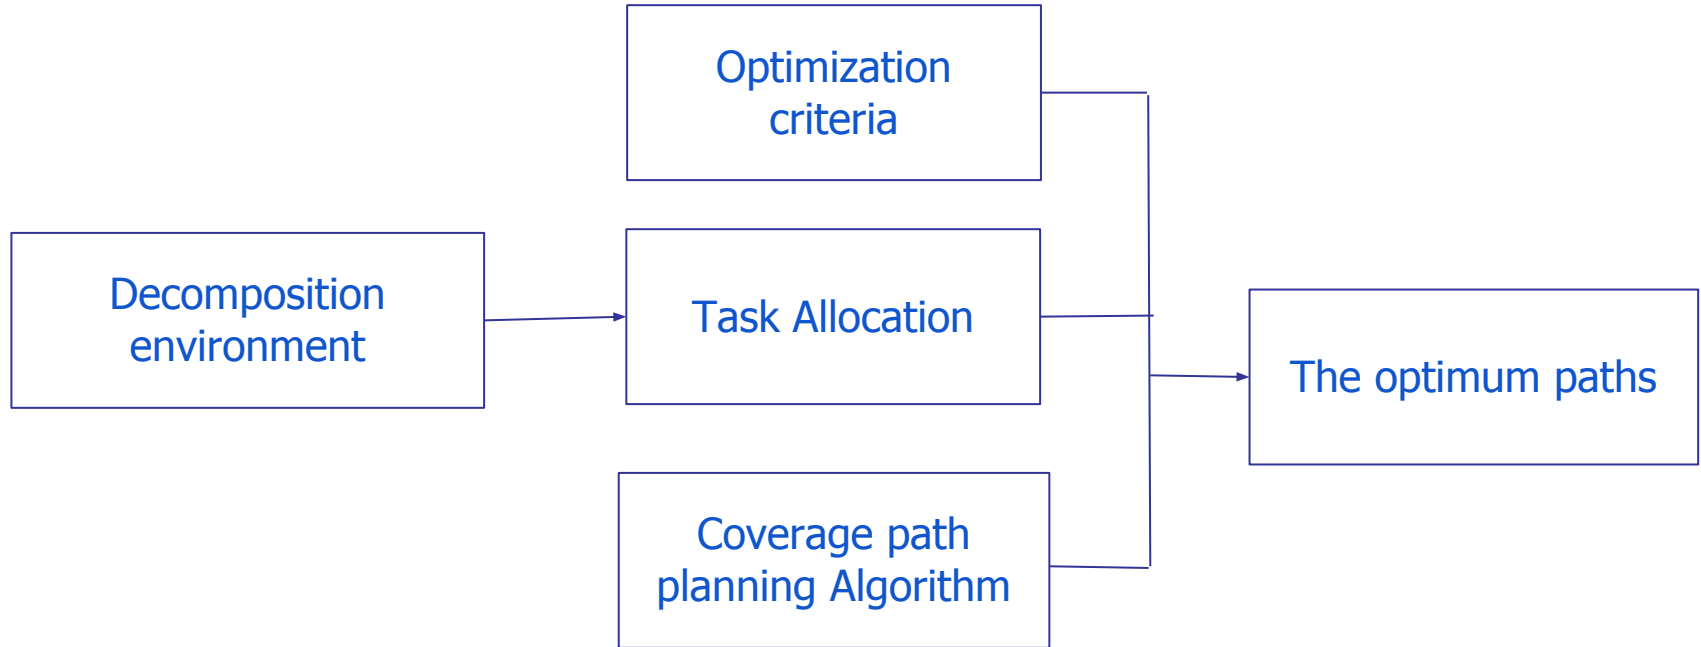 Optimization
criteria
Decomposition
environment
Task Allocation
The optimum paths
Coverage path
planning Algorithm